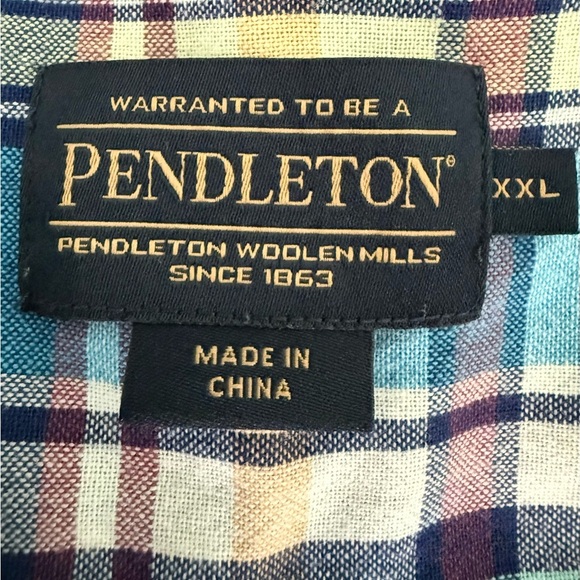 WARRANTED TO BE A
PENDLETON®
PENDLETON WOOLEN MILLS
SINCE 1863
XXL
MADE IN
CHINA